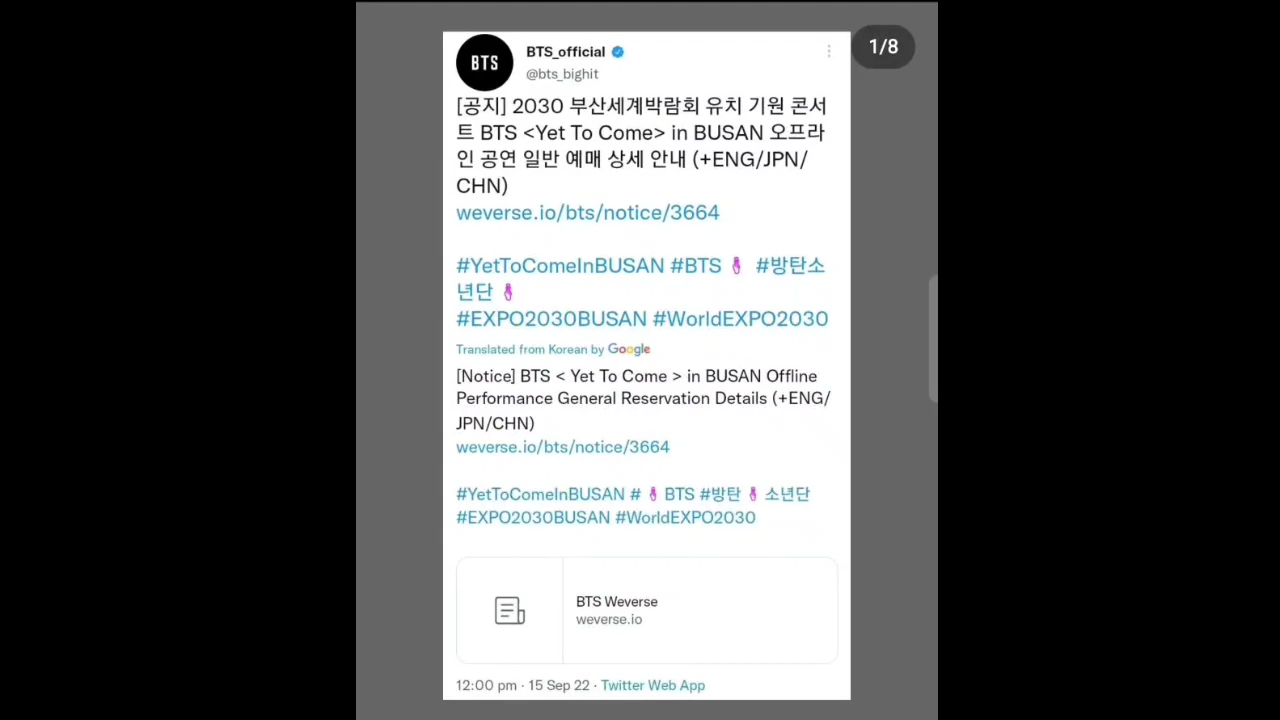 1/8
BTS
BTS_official
@bts_bighit
[공지] 2030 부산세계박람회 유치 기원 콘서
트 BTS <Yet To Come> in BUSAN 오프라
인 공연 일반 예매 상세 안내 (+ENG/JPN/
CHN)
weverse.io/bts/notice/3664
#YetToComeInBUSAN #BTS #방탄소
년단
#EXPO2030BUSAN #WorldEXPO2030
Translated from Korean by Google
[Notice] BTS < Yet To Come > in BUSAN Offline
Performance General Reservation Details (+ENG/
JPN/CHN)
weverse.io/bts/notice/3664
#YetToComeInBUSAN # BTS #방탄 소년단
#EXPO2030BUSAN #WorldEXPO2030
BTS Weverse
weverse.io
12:00 pm · 15 Sep 22 · Twitter Web App